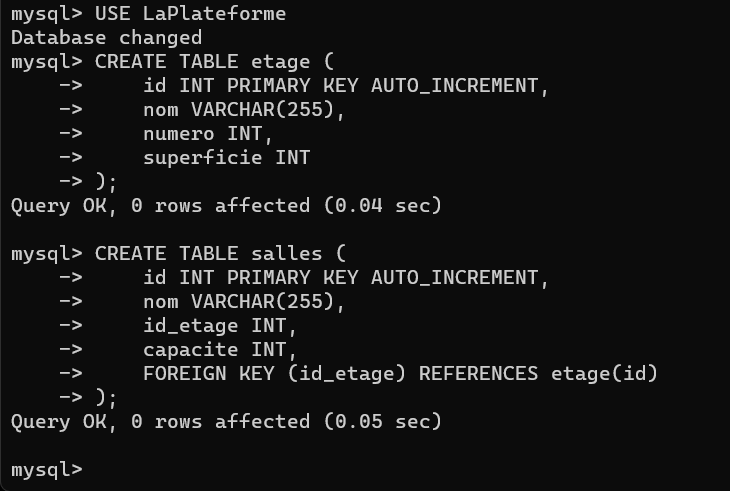 mysql> USE LaPlateforme
Database changed
mysql> CREATE TABLE etage (
    ->     id INT PRIMARY KEY AUTO_INCREMENT,
    ->     nom VARCHAR(255),
    ->     numero INT,
    ->     superficie INT
    -> );
Query OK, 0 rows affected (0.04 sec)

mysql> CREATE TABLE salles (
    ->     id INT PRIMARY KEY AUTO_INCREMENT,
    ->     nom VARCHAR(255),
    ->     id_etage INT,
    ->     capacite INT,
    ->     FOREIGN KEY (id_etage) REFERENCES etage(id)
    -> );
Query OK, 0 rows affected (0.05 sec)

mysql>